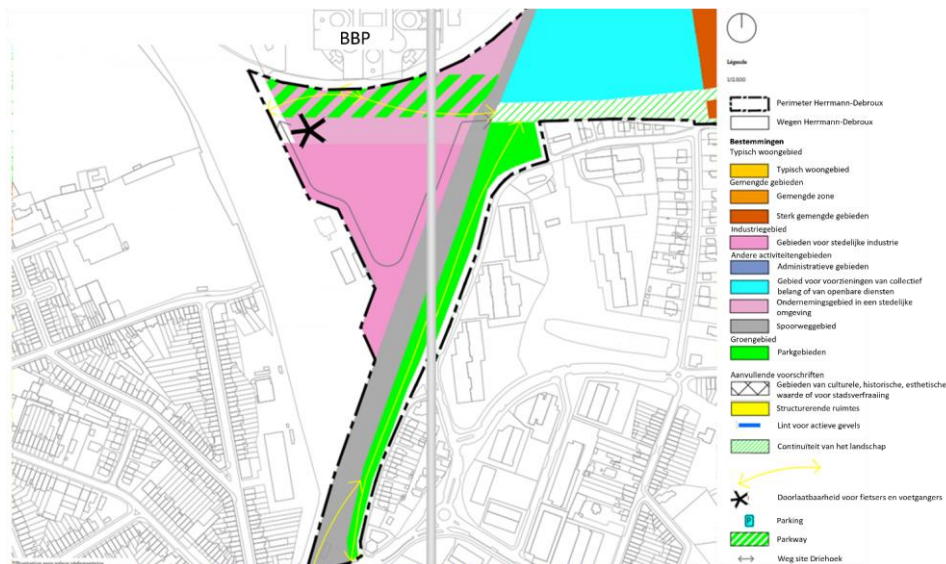 BBP
Légende
Perimeter Herrmann-Debroux
Wegen Herrmann-Debroux
Bestemmingen
Typisch woongebied
Typisch woongebied
Gemengde gebieden
Gemengde zone
Sterk gemengde gebieden
Industriegebied
Gebieden voor stedelijke industrie
Andere activiteitengebieden
Administratieve gebieden
Gebied voor voorzieningen van collectief
belang of van openbare diensten
Ondernemingsgebied in een stedelijke
omgeving
Spoorweggebied
Groengebied
Parkgebieden
Aanvullende voorschriften
Gebieden van culturele, historische, esthetische
waarde of voor stadsverfraaiing
Structurerende ruimtes
Lint voor actieve gevels
Continuïteit van het landschap
Doorlaatbaarheid voor fietsers en voetgangers
P Parking
Parkway
Weg site Driehoek